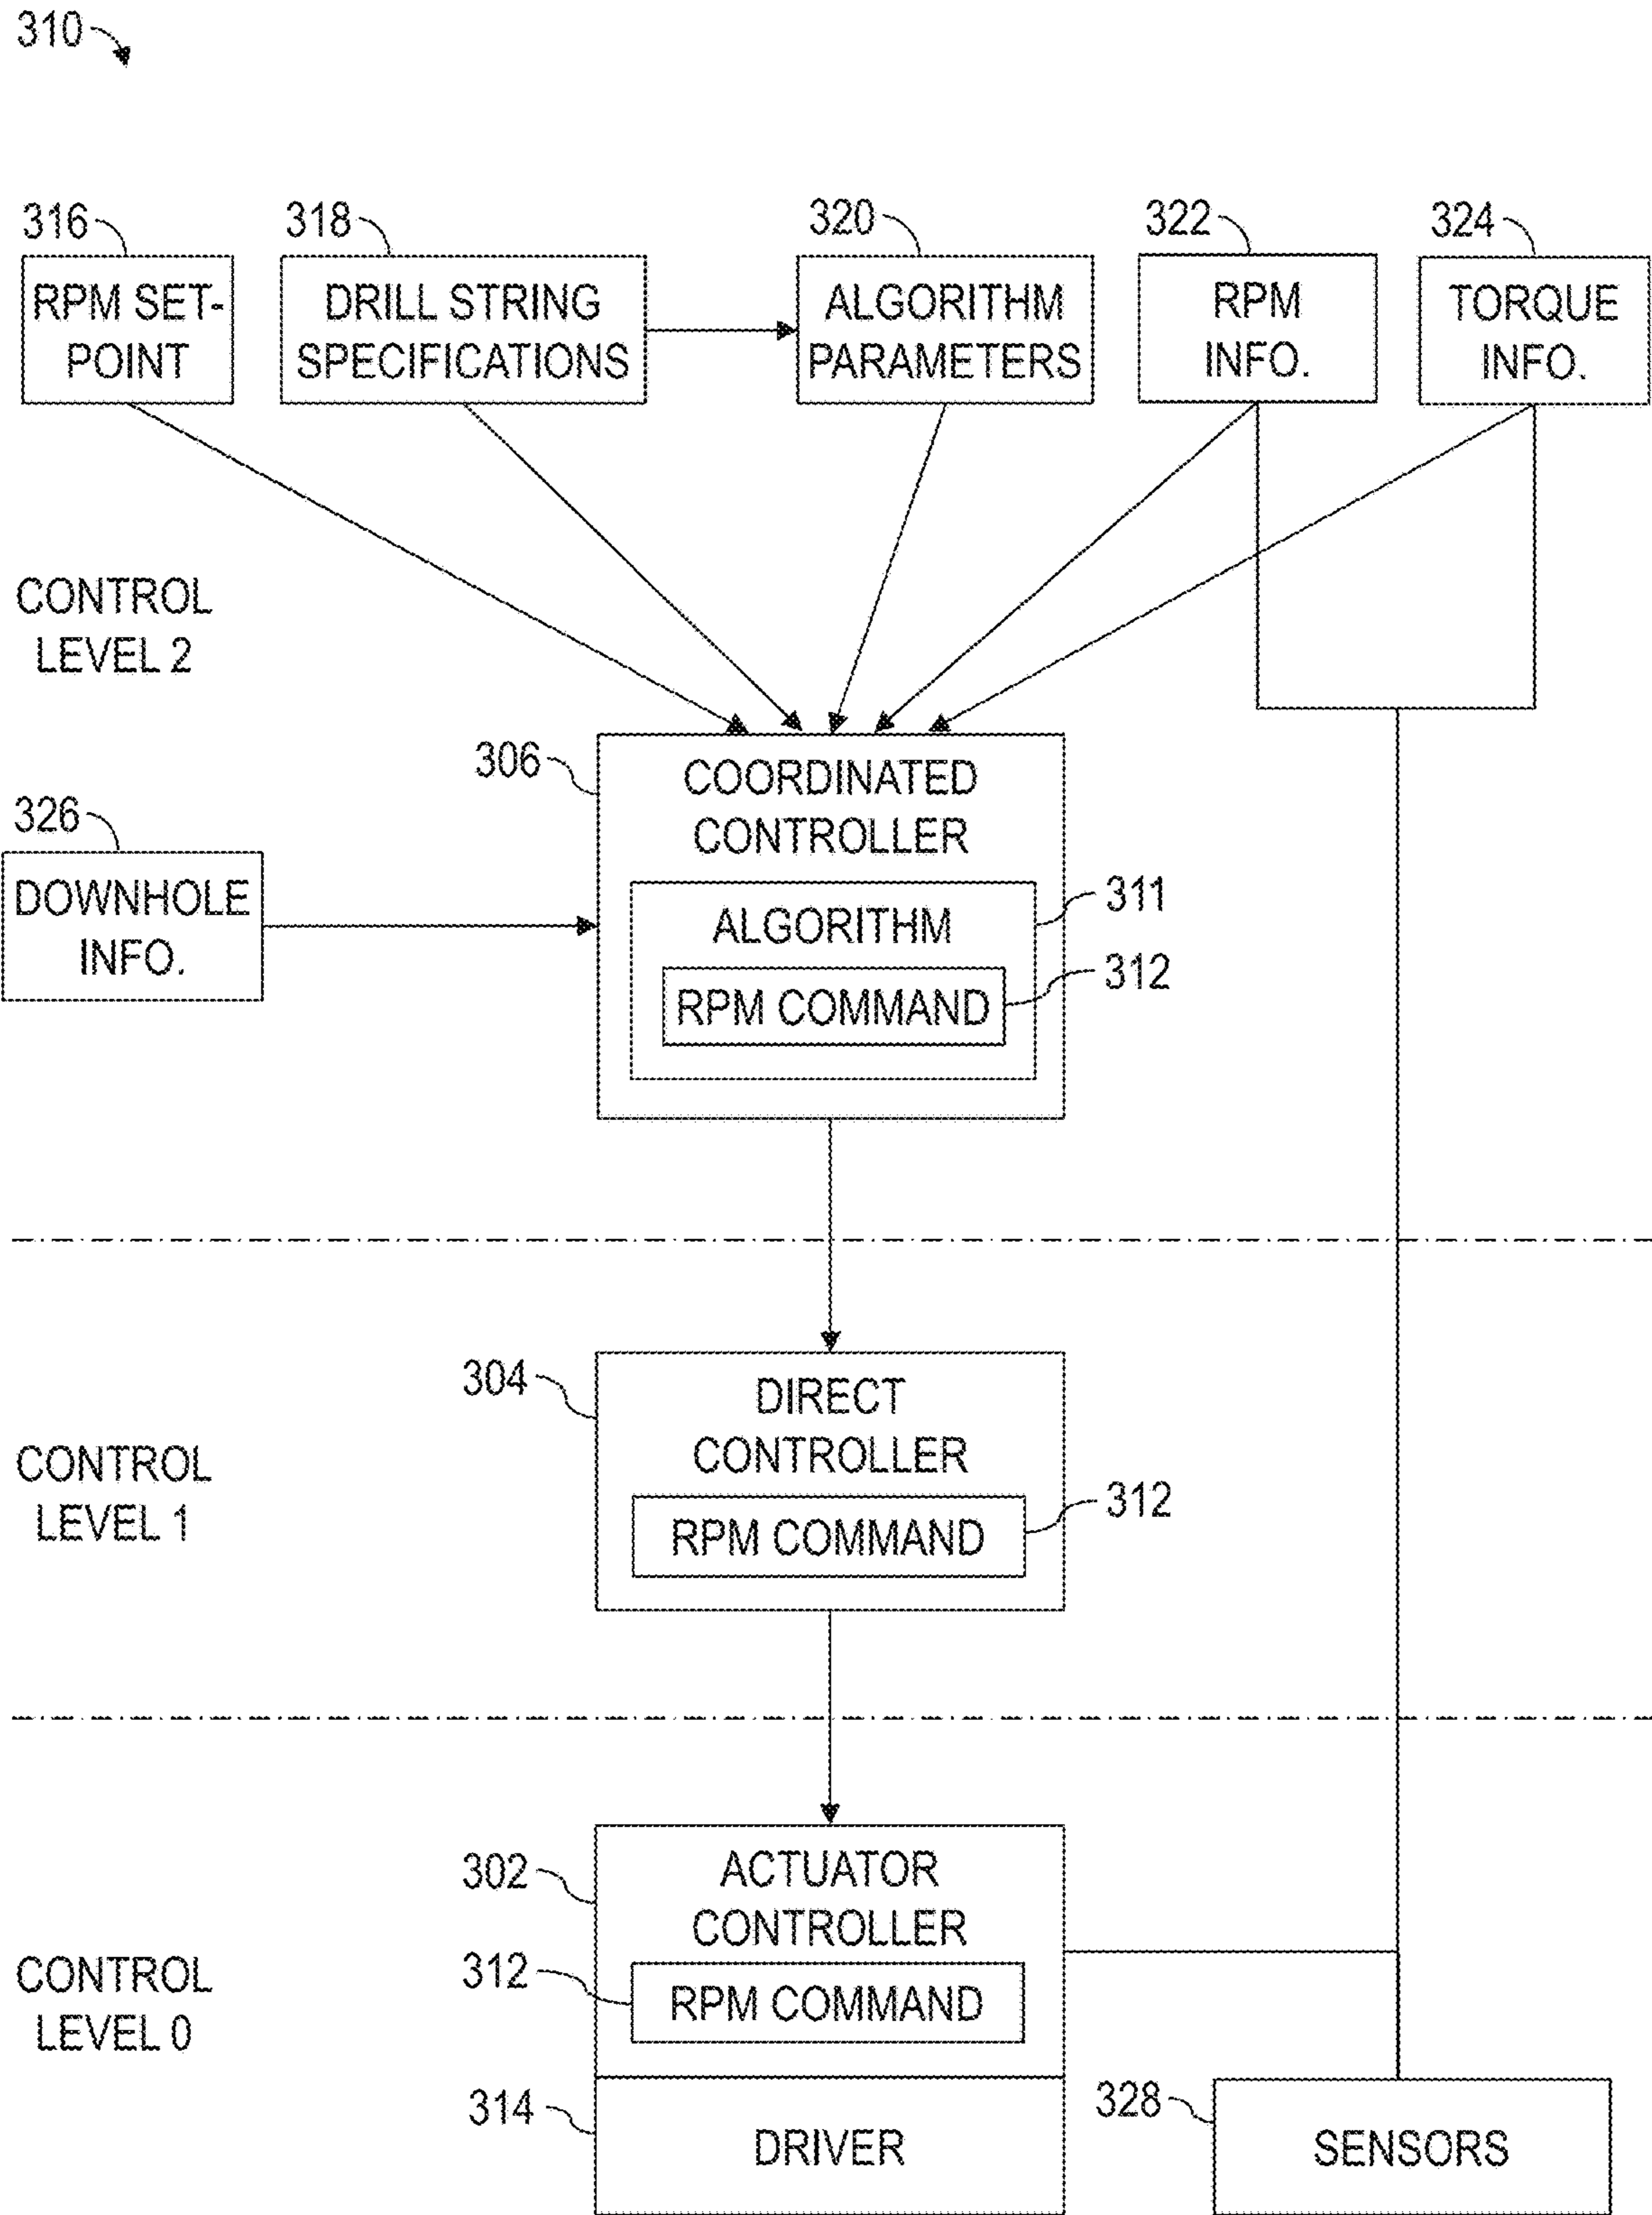 310
316
318
320
322
324
RPM SET-
POINT
DRILL STRING
SPECIFICATIONS
ALGORITHM
PARAMETERS
RPM
INFO.
TORQUE
INFO.
CONTROL
LEVEL 2
306
COORDINATED
CONTROLLER
326
DOWNHOLE
INFO.
ALGORITHM
311
RPM COMMAND
312
304
DIRECT
CONTROLLER
CONTROL
LEVEL 1
RPM COMMAND
312
302
ACTUATOR
CONTROLLER
CONTROL
LEVEL 0
312
RPM COMMAND
314
DRIVER
328
SENSORS